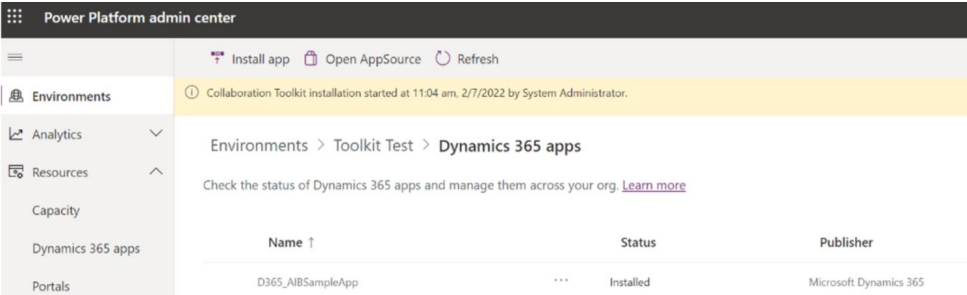 Power Platform admin center
Install app Open AppSource Refresh
Environments
Collaboration Toolkit installation started at 11:04 am, 2/7/2022 by System Administrator.
Analytics
Environments > Toolkit Test > Dynamics 365 apps
Resources
Check the status of Dynamics 365 apps and manage them across your org. Learn more
Capacity
Dynamics 365 apps
Name ↑ Status Publisher
Portals
D365_AIBSampleApp ... Installed Microsoft Dynamics 365